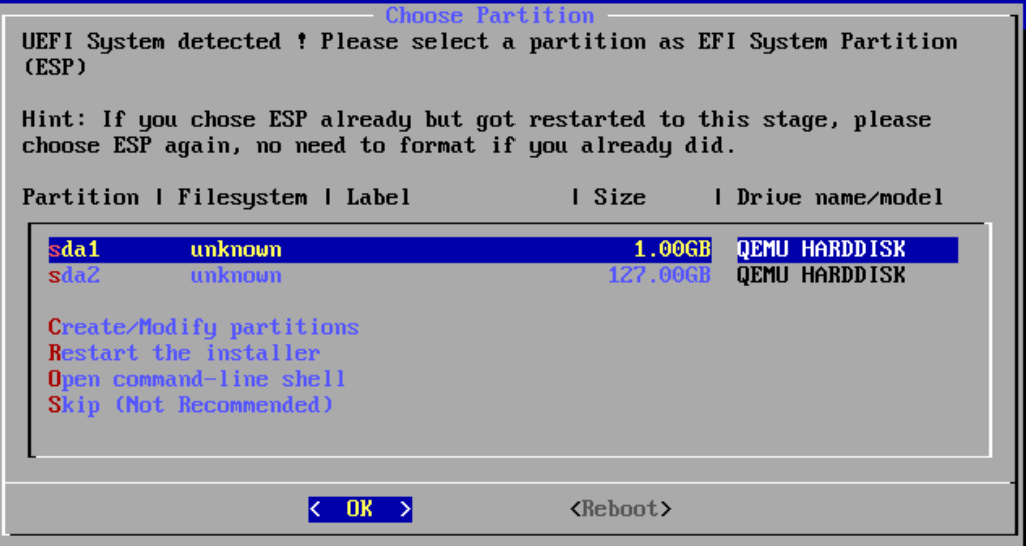 Choose Partition
UEFI System detected ! Please select a partition as EFI System Partition
(ESP)
Hint: If you chose ESP already but got restarted to this stage, please
choose ESP again, no need to format if you already did.
Partition | Filesystem | Label | Size | Drive name/model
sda1 unknown 1.00GB QEMU HARDDISK
sda2 unknown 127.00GB QEMU HARDDISK
Create/Modify partitions
Restart the installer
Open command-line shell
Skip (Not Recommended)
< OK > <Reboot>